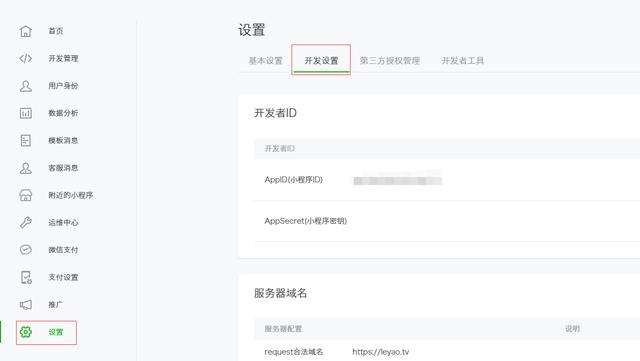 首页
开发管理
用户身份
数据分析
模板消息
客服消息
附近的小程序
运维中心
微信支付
支付设置
推广
设置
设置
基本设置 开发设置 第三方授权管理 开发者工具
开发者ID
开发者ID
AppID(小程序ID)
AppSecret(小程序密钥)
服务器域名
服务器配置 说明
request合法域名 https://leyao.tv